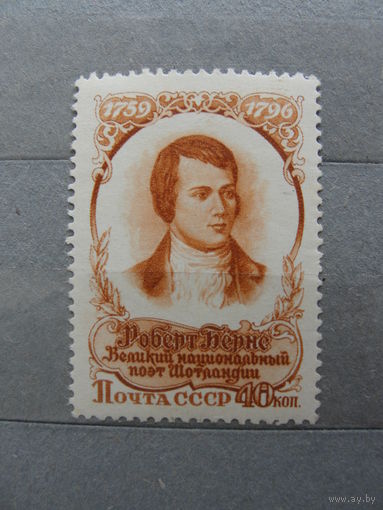 1759 1796
Роберт Бернс
Великий национальный
поэт Шотландии
Почта СССР 40 коп.
www.ay.by